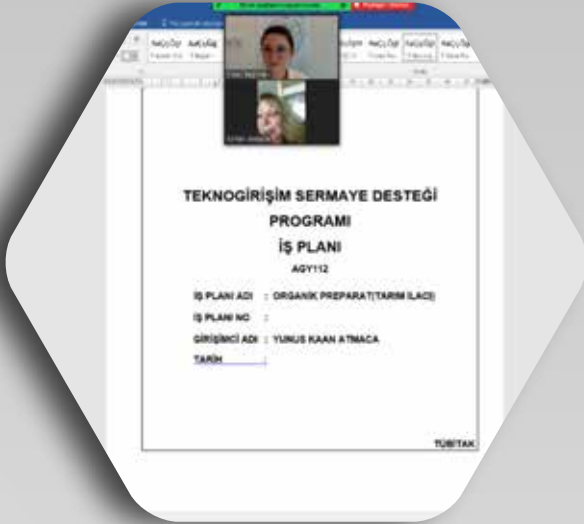 TEKNOGİRİŞİM SERMAYE DESTEĞİ
PROGRAMI
İŞ PLANI
AGY112
İŞ PLANI ADI : ORGANİK PREPARAT(TARIM İLACI)
İŞ PLANI NO :
GİRİŞİMCİ ADI : YUNUS KAAN ATMACA
TARİH :
TÜBİTAK